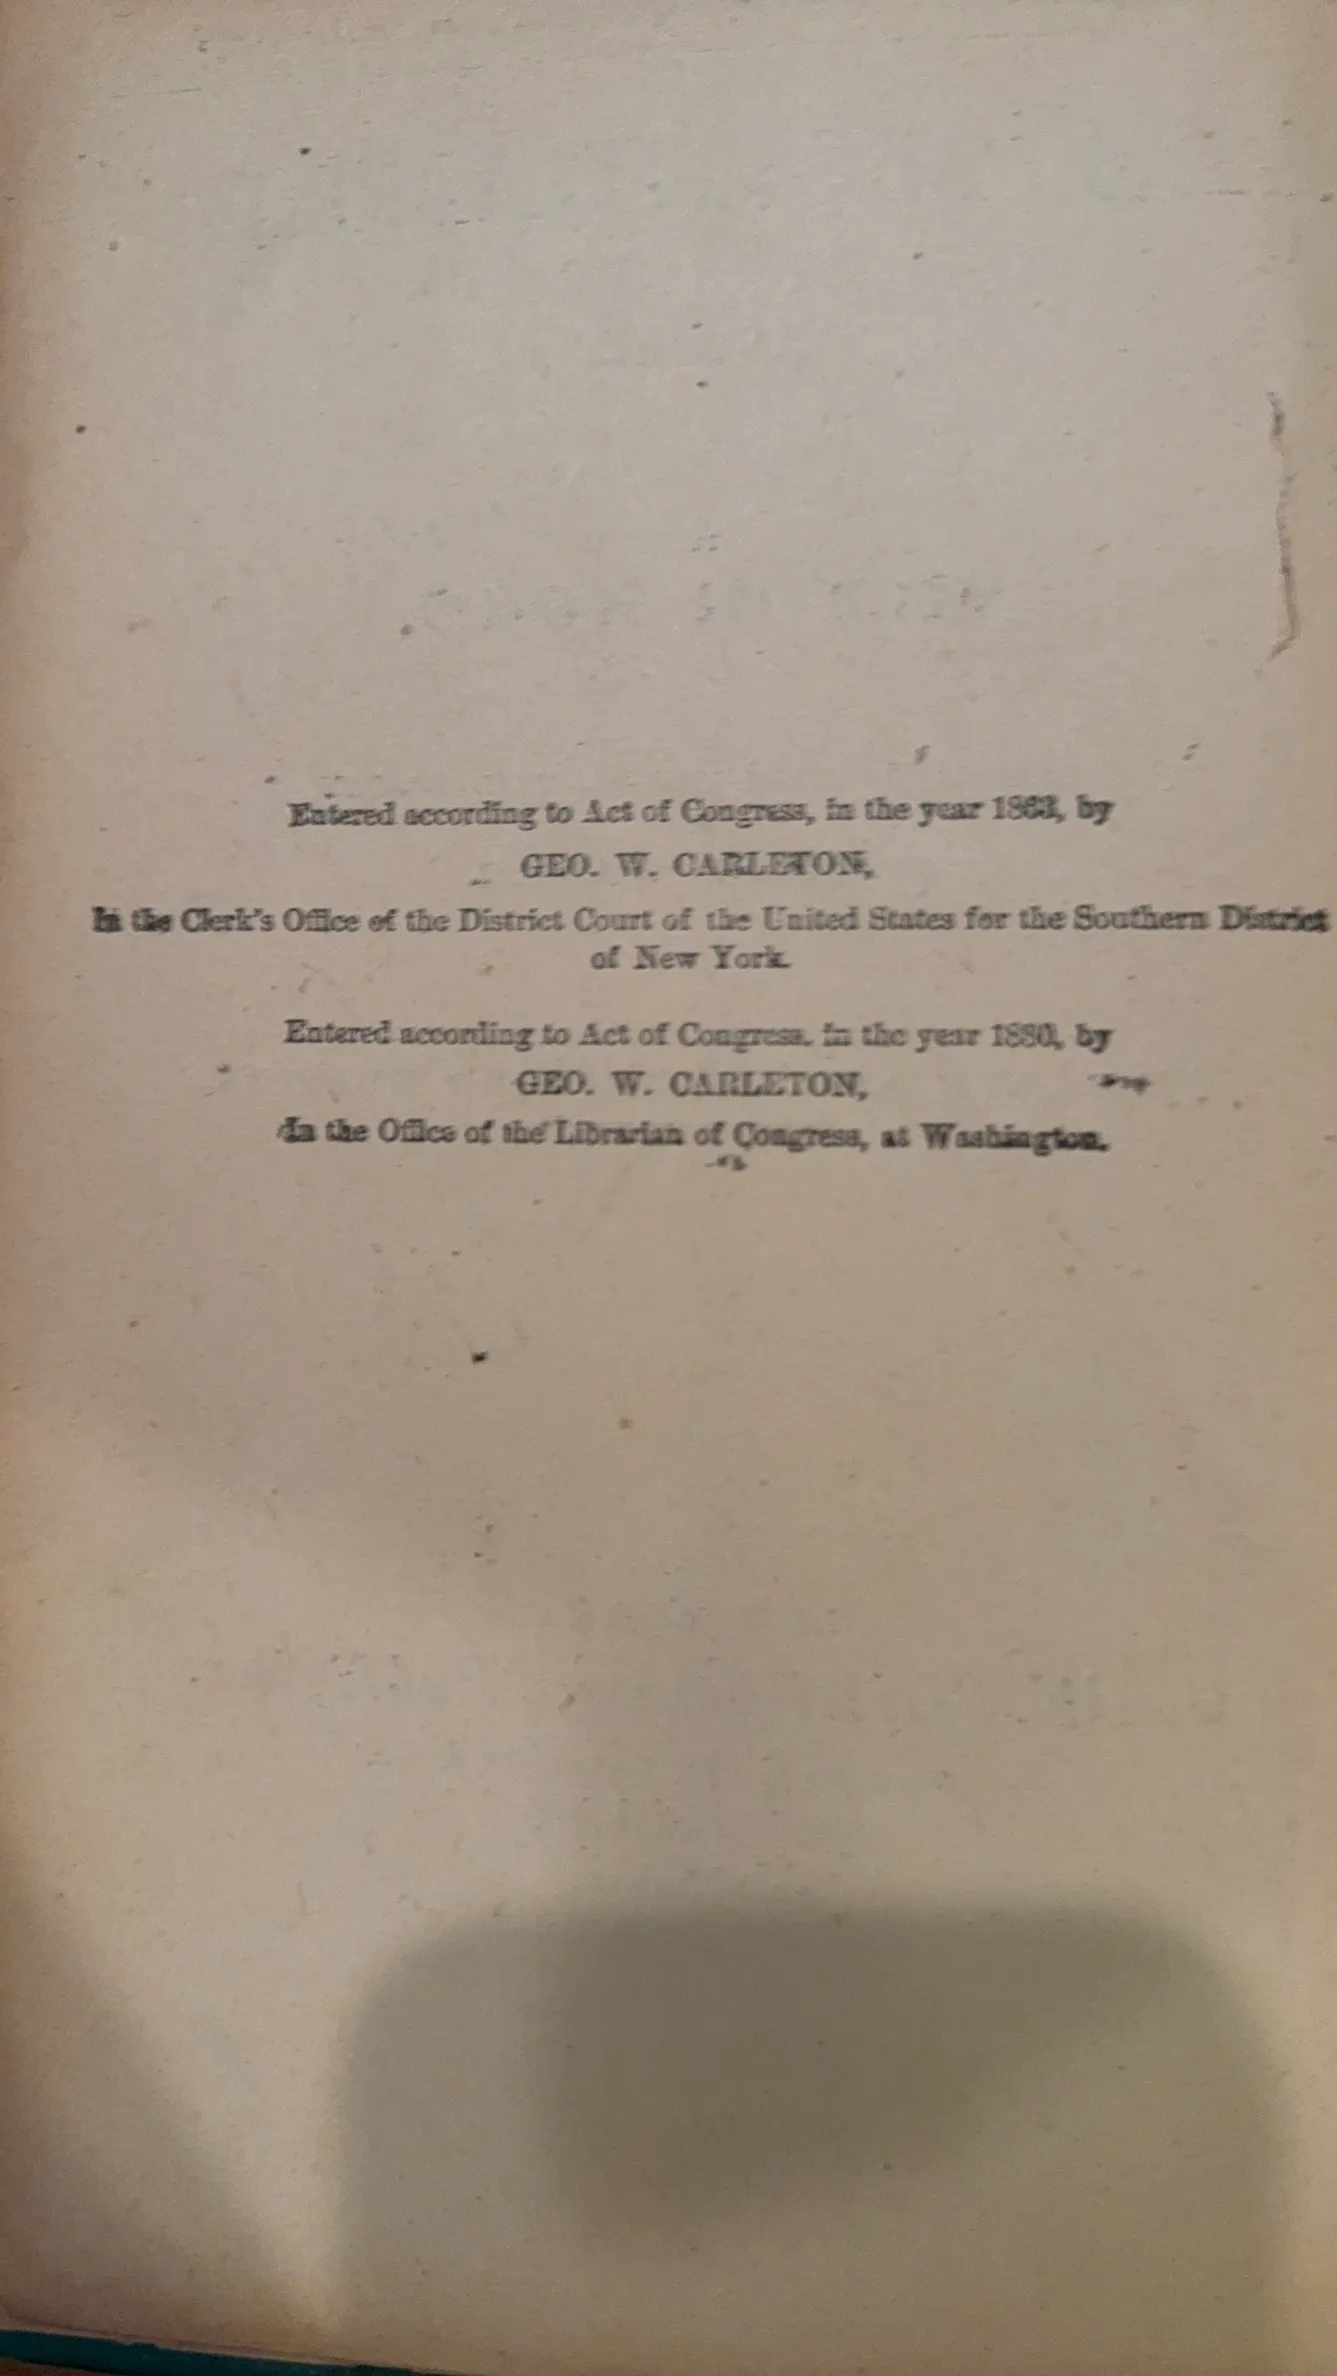 Entered according to Act of Congress, in the year 1863, by
GEO. W. CARLETON,
In the Clerk's Office of the District Court of the United States for the Southern District
of New York.
Entered according to Act of Congress. in the year 1880, by
GEO. W. CARLETON,
In the Office of the Librarian of Congress, at Washington.